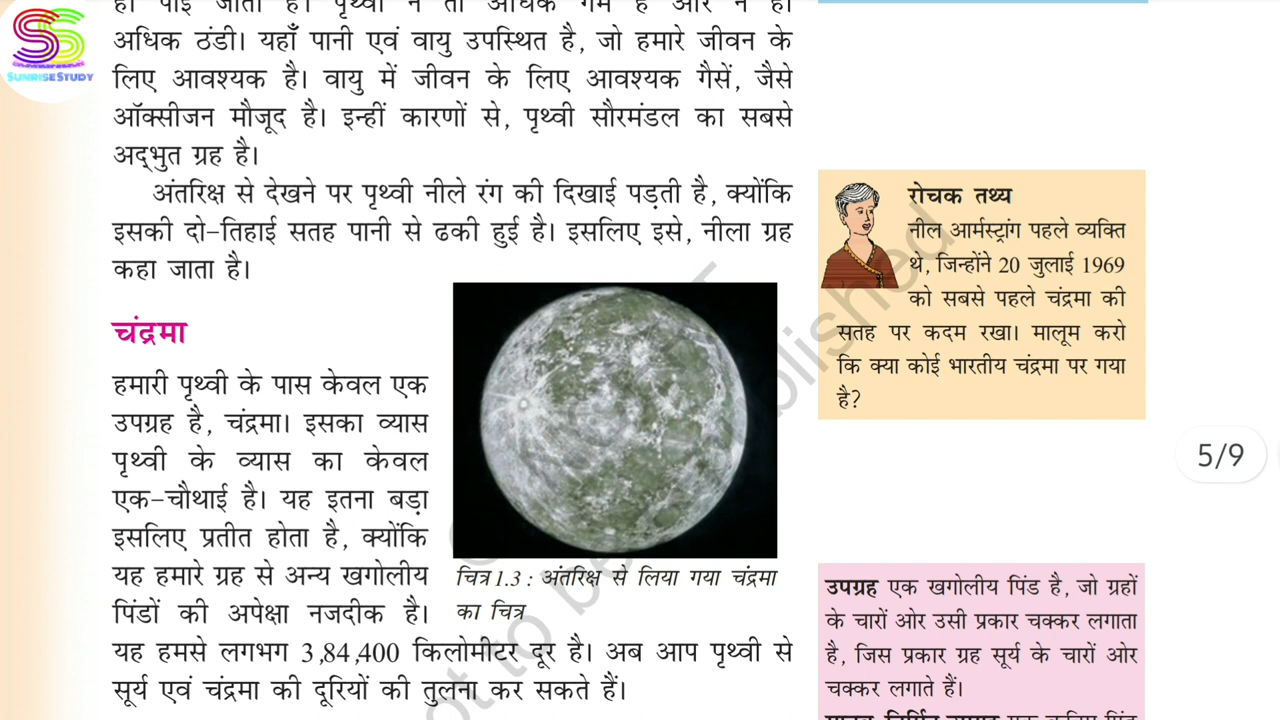 SUNRISESTUDY
अधिक ठंडी। यहाँ पानी एवं वायु उपस्थित है, जो हमारे जीवन के
लिए आवश्यक है। वायु में जीवन के लिए आवश्यक गैसें, जैसे
ऑक्सीजन मौजूद है। इन्हीं कारणों से, पृथ्वी सौरमंडल का सबसे
अद्भुत ग्रह है।
अंतरिक्ष से देखने पर पृथ्वी नीले रंग की दिखाई पड़ती है, क्योंकि
इसकी दो-तिहाई सतह पानी से ढकी हुई है। इसलिए इसे, नीला ग्रह
कहा जाता है।
चंद्रमा
हमारी पृथ्वी के पास केवल एक
उपग्रह है, चंद्रमा। इसका व्यास
पृथ्वी के व्यास का केवल
एक-चौथाई है। यह इतना बड़ा
इसलिए प्रतीत होता है, क्योंकि
यह हमारे ग्रह से अन्य खगोलीय
पिंडों की अपेक्षा नजदीक है।
यह हमसे लगभग 3,84,400 किलोमीटर दूर है। अब आप पृथ्वी से
सूर्य एवं चंद्रमा की दूरियों की तुलना कर सकते हैं।
चित्र 1.3 : अंतरिक्ष से लिया गया चंद्रमा
का चित्र
रोचक तथ्य
नील आर्मस्ट्रांग पहले व्यक्ति
थे, जिन्होंने 20 जुलाई 1969
को सबसे पहले चंद्रमा की
सतह पर कदम रखा। मालूम करो
कि क्या कोई भारतीय चंद्रमा पर गया
है?
5/9
उपग्रह एक खगोलीय पिंड है, जो ग्रहों
के चारों ओर उसी प्रकार चक्कर लगाता
है, जिस प्रकार ग्रह सूर्य के चारों ओर
चक्कर लगाते हैं।